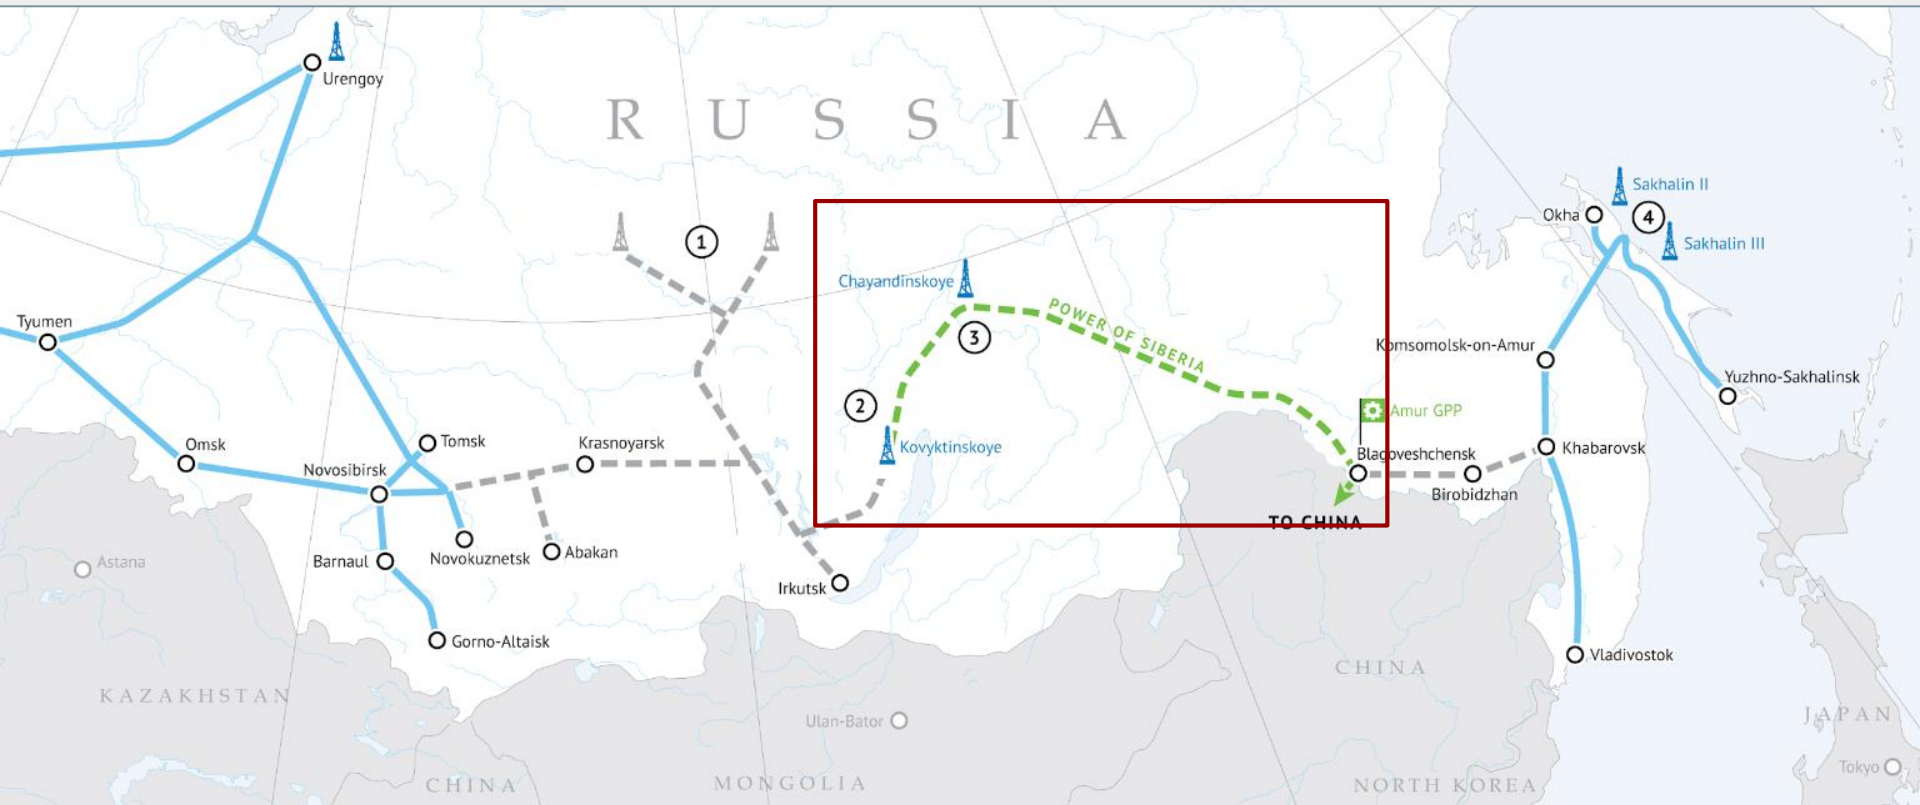 Urengoy
R U S S I A
Sakhalin II
Okha
4
Sakhalin III
1
Chayandinskoye
POWER OF SIBERIA
3
Tyumen
Komsomolsk-on-Amur
Yuzhno-Sakhalinsk
2
Amur GPP
Omsk
Tomsk
Krasnoyarsk
Kovyktinskoye
Blagoveshchensk
Khabarovsk
Novosibirsk
Birobidzhan
TO CHINA
Astana
Barnaul
Novokuznetsk
Abakan
Irkutsk
Gorno-Altaisk
Vladivostok
CHINA
KAZAKHSTAN
Ulan-Bator
JAPAN
Tokyo
CHINA
MONGOLIA
NORTH KOREA